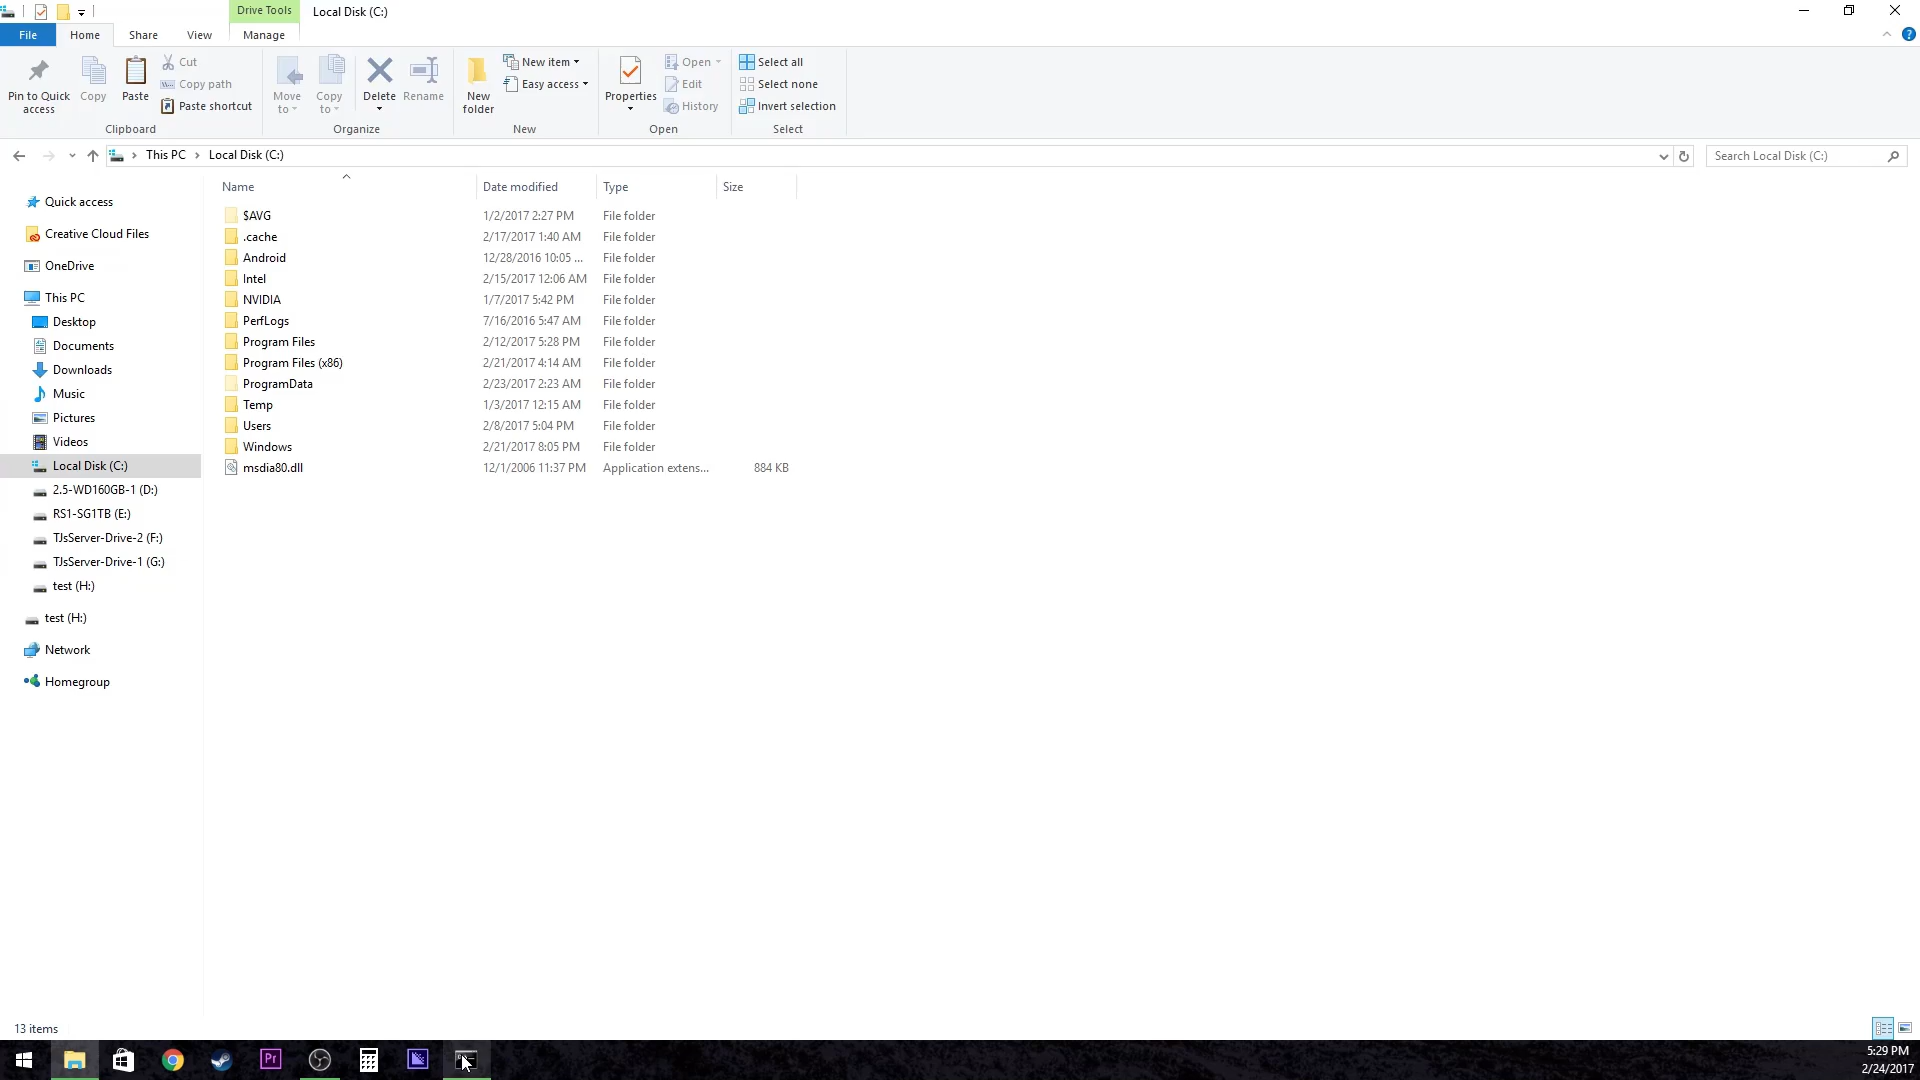 Drive Tools
Local Disk (C:)
File
Home
Share
View
Manage
Pin to Quick access
Copy
Paste
Cut
Copy path
Paste shortcut
Clipboard
Move to
Copy to
Delete
Rename
Organize
New folder
New item
Easy access
New
Properties
Open
Edit
History
Open
Select all
Select none
Invert selection
Select
This PC
Local Disk (C:)
Search Local Disk (C:)
Quick access
Creative Cloud Files
OneDrive
This PC
Desktop
Documents
Downloads
Music
Pictures
Videos
Local Disk (C:)
2.5-WD160GB-1 (D:)
RS1-SG1TB (E:)
TJsServer-Drive-2 (F:)
TJsServer-Drive-1 (G:)
test (H:)
test (H:)
Network
Homegroup
Name Date modified Type Size
$AVG 1/2/2017 2:27 PM File folder
.cache 2/17/2017 1:40 AM File folder
Android 12/28/2016 10:05 ... File folder
Intel 2/15/2017 12:06 AM File folder
NVIDIA 1/7/2017 5:42 PM File folder
PerfLogs 7/16/2016 5:47 AM File folder
Program Files 2/12/2017 5:28 PM File folder
Program Files (x86) 2/21/2017 4:14 AM File folder
ProgramData 2/23/2017 2:23 AM File folder
Temp 1/3/2017 12:15 AM File folder
Users 2/8/2017 5:04 PM File folder
Windows 2/21/2017 8:05 PM File folder
msdia80.dll 12/1/2006 11:37 PM Application extens... 884 KB
13 items
Pr
5:29 PM
2/24/2017